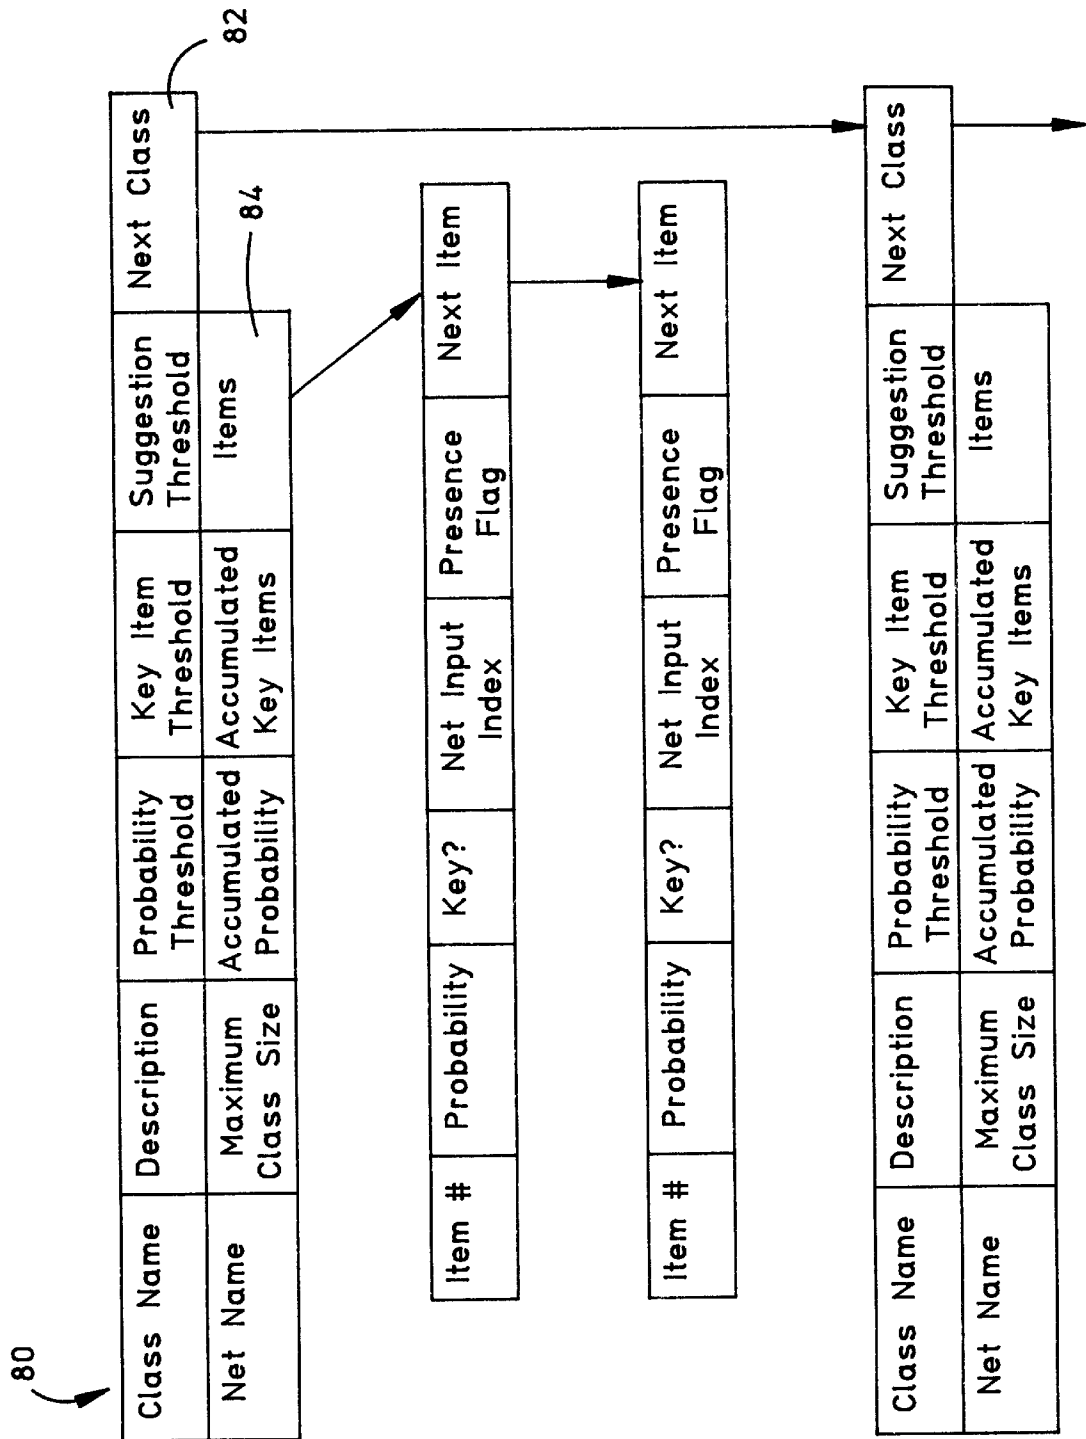 80
82
Class Name
Description
Probability
Threshold
Key Item
Threshold
Suggestion
Threshold
Next Class
Net Name
Maximum
Class Size
Accumulated
Probability
Accumulated
Key Items
Items
84
Item #
Probability
Key?
Net Input
Index
Presence
Flag
Next Item
Item #
Probability
Key?
Net Input
Index
Presence
Flag
Next Item
Class Name
Description
Probability
Threshold
Key Item
Threshold
Suggestion
Threshold
Next Class
Net Name
Maximum
Class Size
Accumulated
Probability
Accumulated
Key Items
Items